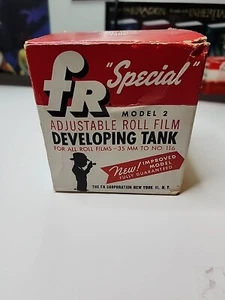 fR "Special"
MODEL 2
ADJUSTABLE ROLL FILM
DEVELOPING TANK
FOR ALL ROLL FILMS - 35 MM TO NO. 116
New! IMPROVED
MODEL
FULLY GUARANTEED
THE FR CORPORATION NEW YORK 51, N. Y.